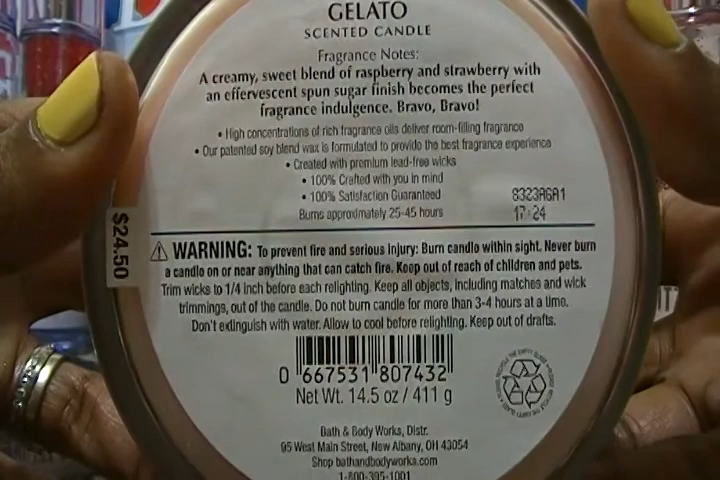 GELATO
SCENTED CANDLE
Fragrance Notes:
A creamy, sweet blend of raspberry and strawberry with
an effervescent spun sugar finish becomes the perfect
fragrance indulgence. Bravo, Bravo!
• High concentrations of rich fragrance oils deliver room-filling fragrance
• Our patented soy blend wax is formulated to provide the best fragrance experience
• Created with premium lead-free wicks
• 100% Crafted with you in mind
• 100% Satisfaction Guaranteed
8323A6A1
Burns approximately 25-45 hours
17:24
$24.50
WARNING: To prevent fire and serious injury: Burn candle within sight. Never burn
a candle on or near anything that can catch fire. Keep out of reach of children and pets.
Trim wicks to 1/4 inch before each relighting. Keep all objects, including matches and wick
trimmings, out of the candle. Do not burn candle for more than 3-4 hours at a time.
Don't extinguish with water. Allow to cool before relighting. Keep out of drafts.
0 667531 807432
Net Wt. 14.5 oz / 411 g
Bath & Body Works, Distr.
95 West Main Street, New Albany, OH 43054
Shop bathandbodyworks.com
1-800-395-1001